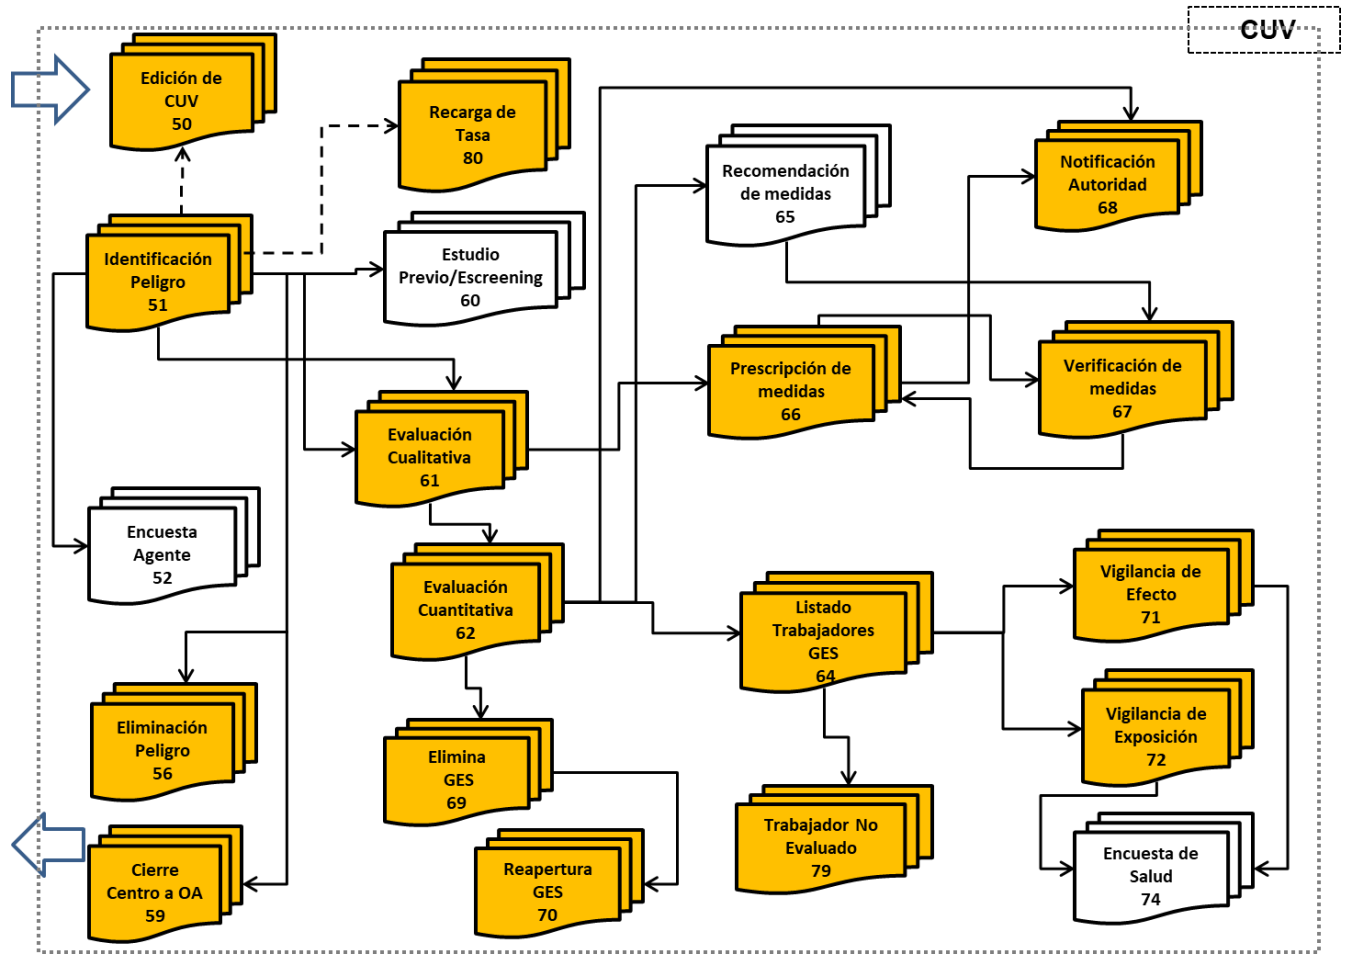 CUV
Edición de
CUV
50
Recarga de
Tasa
80
Recomendación
de medidas
65
Notificación
Autoridad
68
Identificación
Peligro
51
Estudio
Previo/Escreening
60
Prescripción de
medidas
66
Verificación de
medidas
67
Evaluación
Cualitativa
61
Encuesta
Agente
52
Evaluación
Cuantitativa
62
Listado
Trabajadores
GES
64
Vigilancia de
Efecto
71
Eliminación
Peligro
56
Elimina
GES
69
Vigilancia de
Exposición
72
Trabajador No
Evaluado
79
Cierre
Centro a OA
59
Reapertura
GES
70
Encuesta de
Salud
74